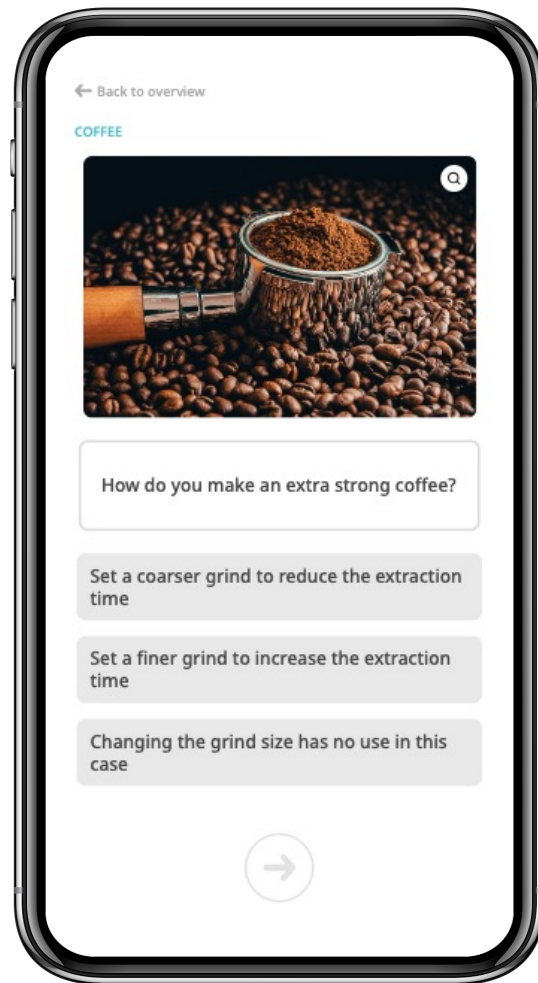 Back to overview
COFFEE
How do you make an extra strong coffee?
Set a coarser grind to reduce the extraction
time
Set a finer grind to increase the extraction
time
Changing the grind size has no use in this
case